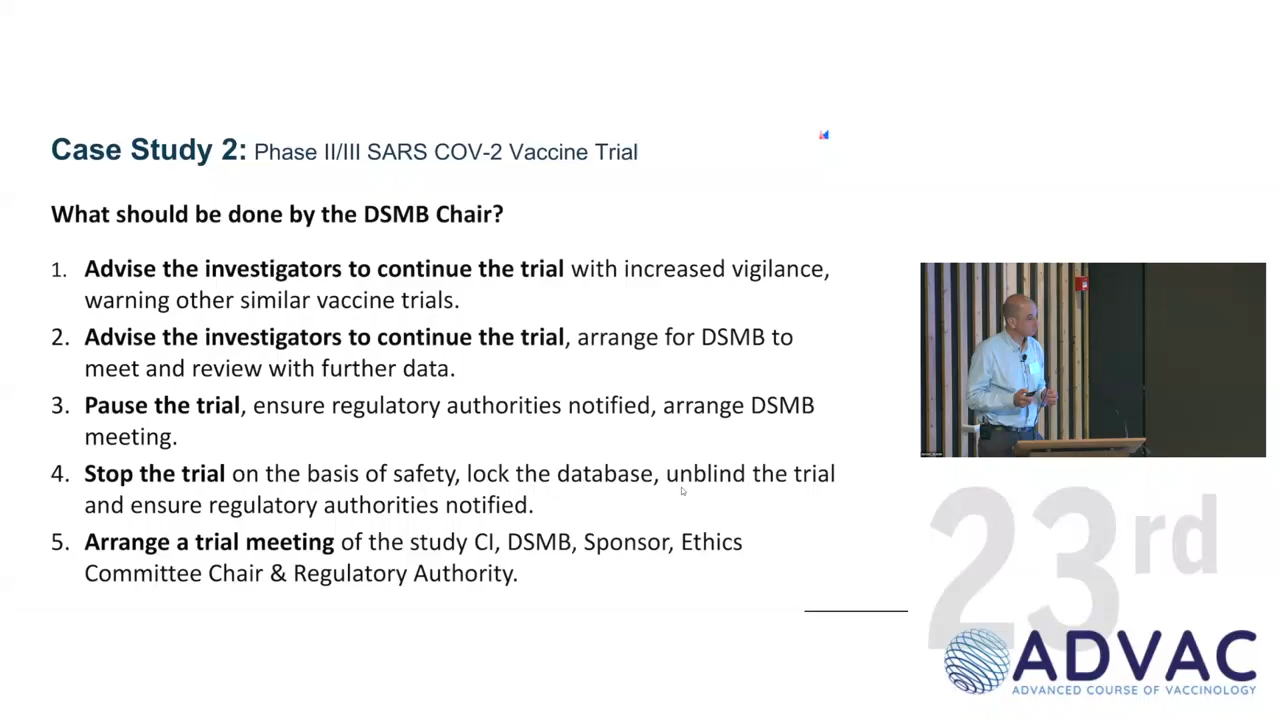 Case Study 2: Phase II/III SARS COV-2 Vaccine Trial
What should be done by the DSMB Chair?
1. Advise the investigators to continue the trial with increased vigilance,
warning other similar vaccine trials.
2. Advise the investigators to continue the trial, arrange for DSMB to
meet and review with further data.
3. Pause the trial, ensure regulatory authorities notified, arrange DSMB
meeting.
4. Stop the trial on the basis of safety, lock the database, unblind the trial
and ensure regulatory authorities notified.
5. Arrange a trial meeting of the study CI, DSMB, Sponsor, Ethics
Committee Chair & Regulatory Authority.
23rd
ADVAC
ADVANCED COURSE OF VACCINOLOGY